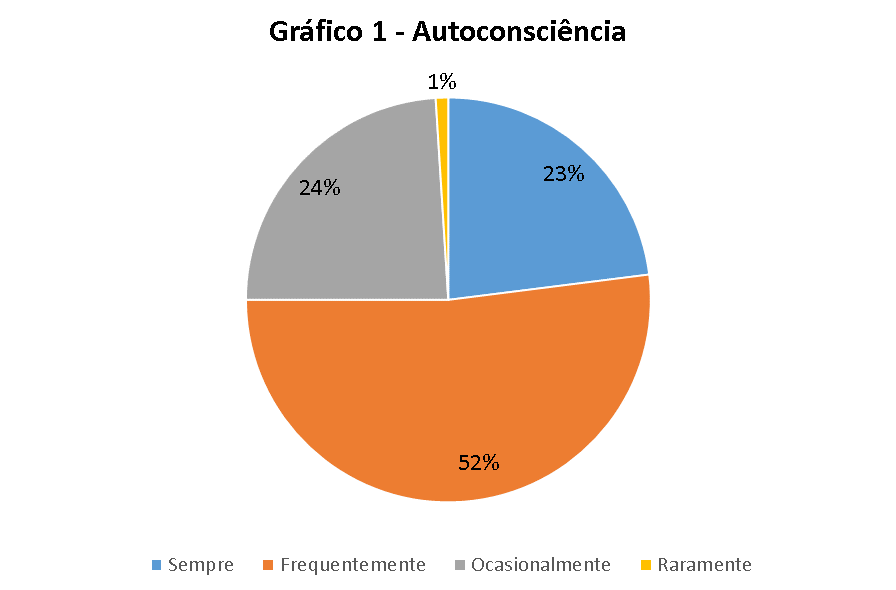 Gráfico 1 - Autoconsciência
1%
23%
24%
52%
Sempre Frequentemente Ocasionalmente Raramente